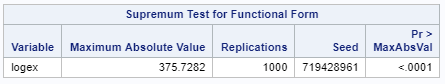 Supremum Test for Functional Form
Variable Maximum Absolute Value Replications Seed Pr > MaxAbsVal
logex 375.7282 1000 719428961 <.0001